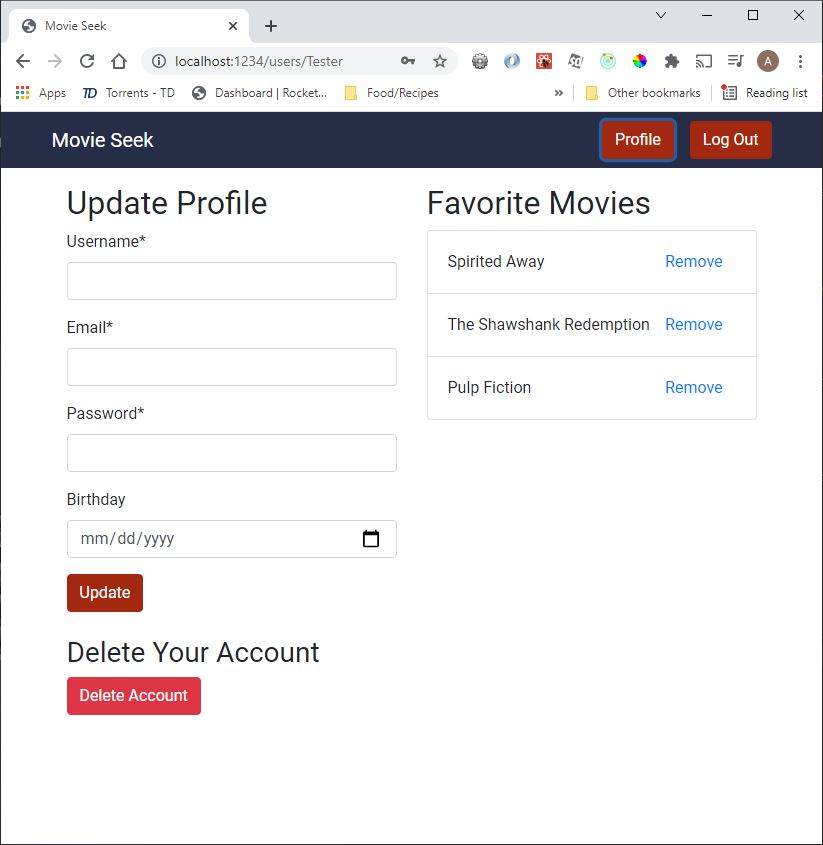 Movie Seek
localhost:1234/users/Tester
A
Apps
TD Torrents - TD
Dashboard | Rocket...
Food/Recipes
»
Other bookmarks
Reading list
Movie Seek
Profile
Log Out
Update Profile
Username*
Email*
Password*
Birthday
mm/dd/yyyy
Update
Delete Your Account
Delete Account
Favorite Movies
Spirited Away Remove
The Shawshank Redemption Remove
Pulp Fiction Remove